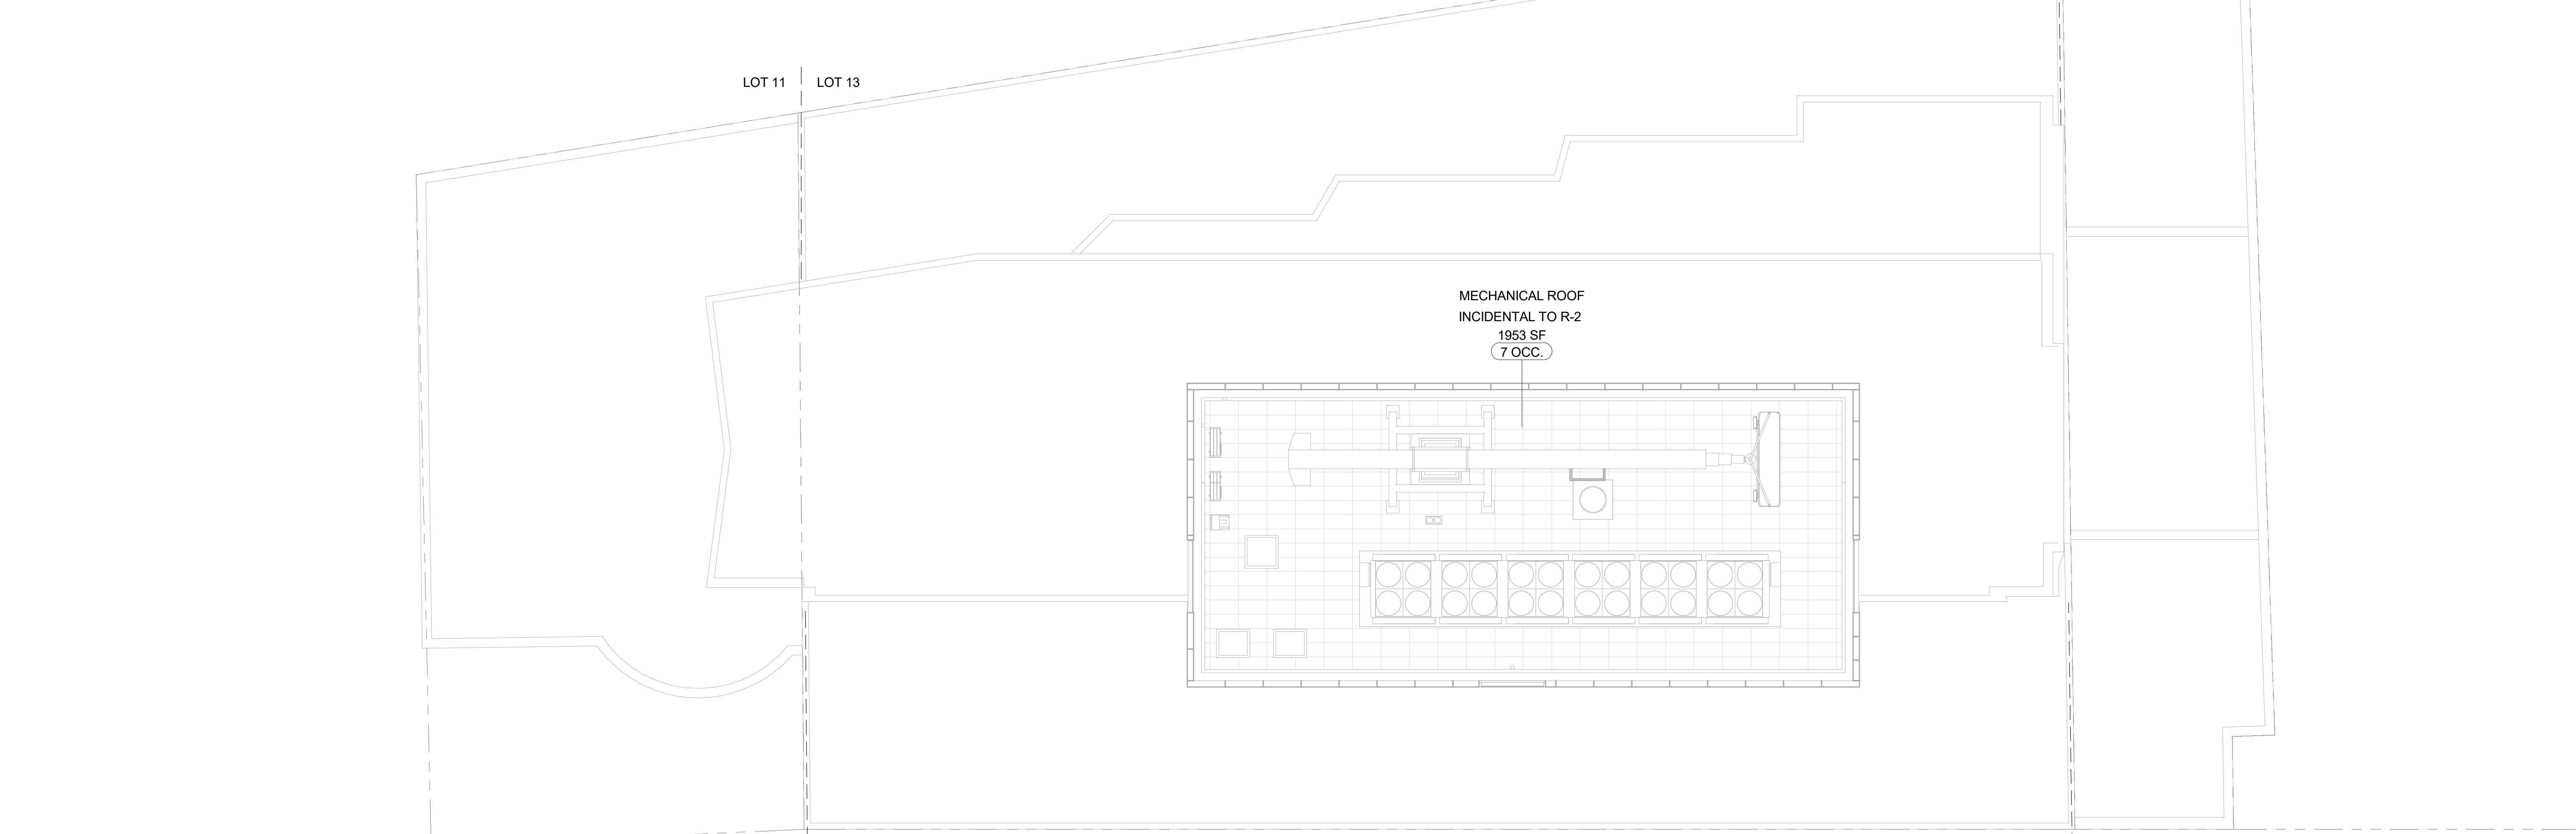 LOT 11
LOT 13
MECHANICAL ROOF
INCIDENTAL TO R-2
1953 SF
7 OCC.